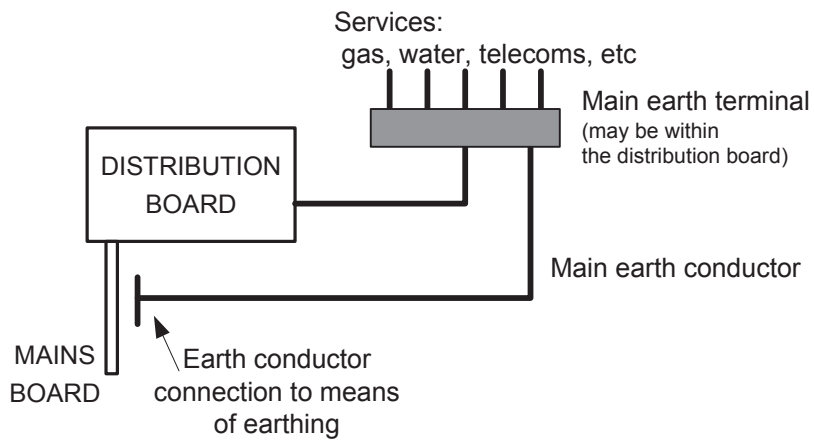 Services:
gas, water, telecoms, etc
Main earth terminal
(may be within
the distribution board)
DISTRIBUTION
BOARD
Main earth conductor
MAINS
BOARD
Earth conductor
connection to means
of earthing